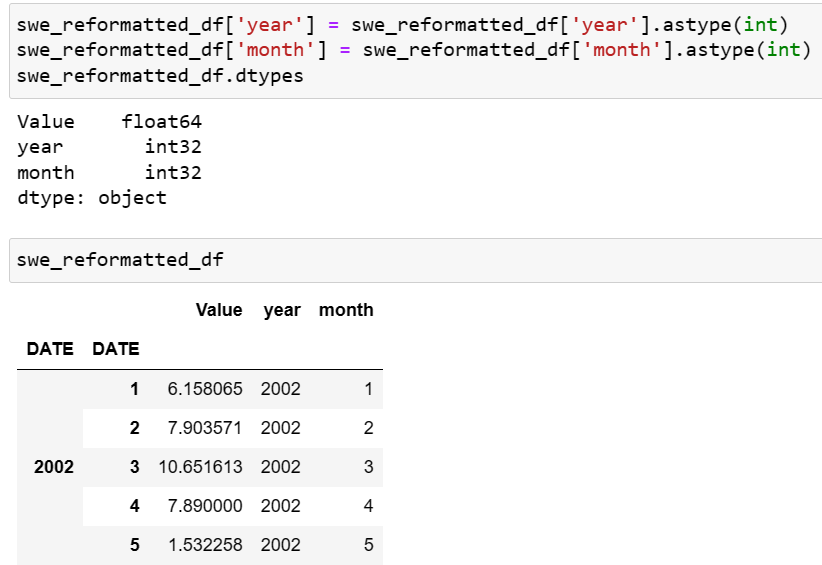 swe_reformatted_df['year'] = swe_reformatted_df['year'].astype(int)
swe_reformatted_df['month'] = swe_reformatted_df['month'].astype(int)
swe_reformatted_df.dtypes
Value    float64
year       int32
month      int32
dtype: object
swe_reformatted_df
Value year month
DATE DATE
1 6.158065 2002 1
2 7.903571 2002 2
2002 3 10.651613 2002 3
4 7.890000 2002 4
5 1.532258 2002 5